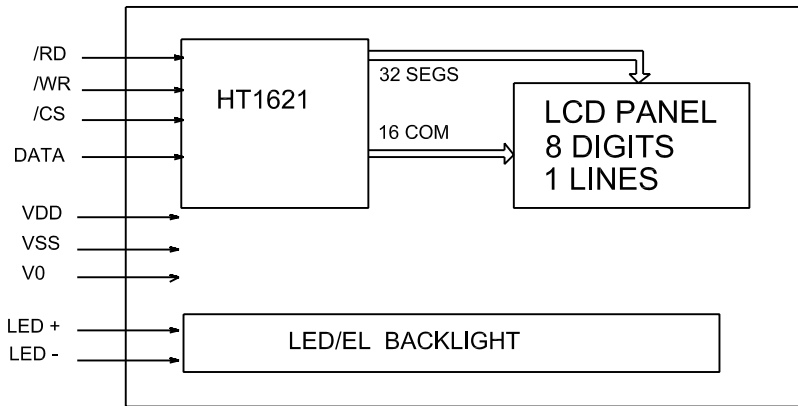 /RD
/WR
/CS
DATA
VDD
VSS
V0
LED +
LED -
HT1621
32 SEGS
16 COM
LCD PANEL
8 DIGITS
1 LINES
LED/EL BACKLIGHT